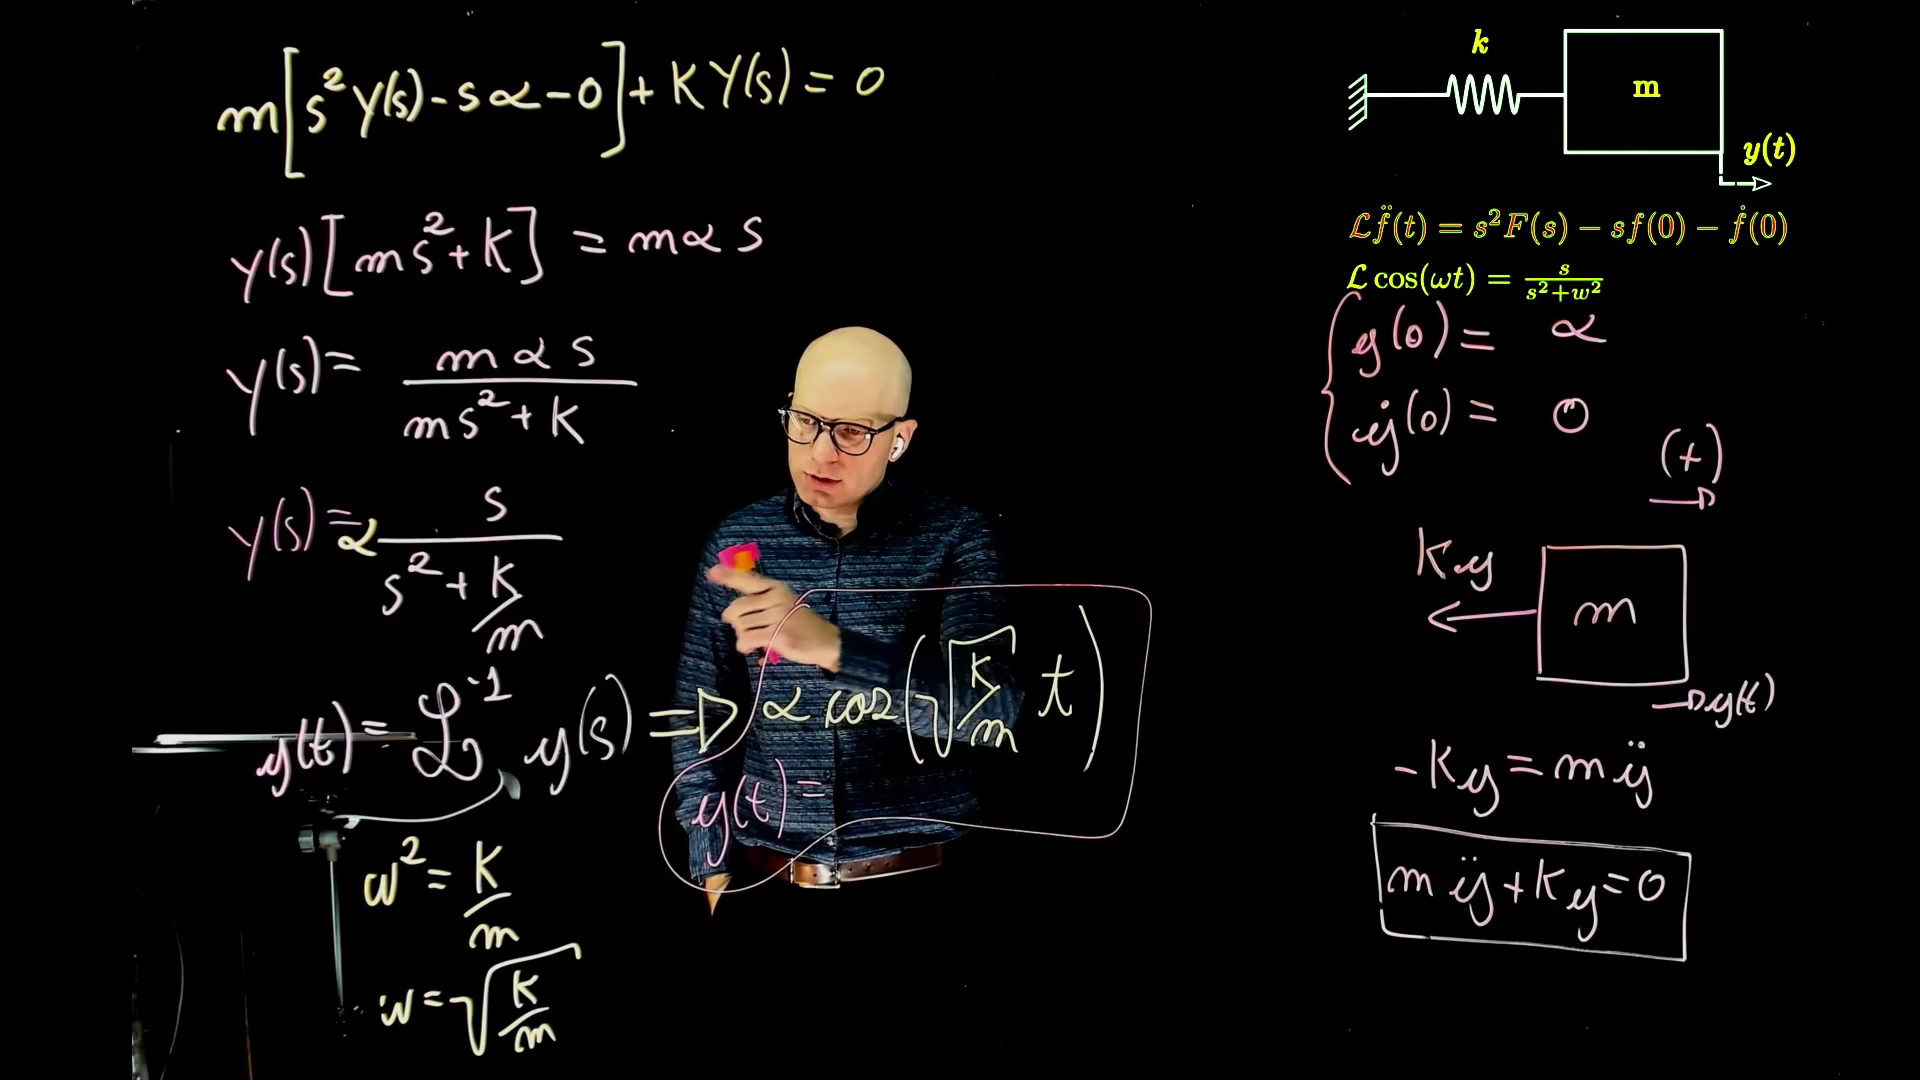 m[s²Y(s)-sα-0]+KY(s)=0
Y(s)[ms²+K]=mαs
Y(s)= mαs / ms²+K
Y(s)=α s / s²+K/m
y(t)=ℒ⁻¹ y(s) ⇒ α cos(√K/m t)
y(t)=
w²=K/m
w=√K/m
k
m
y(t)
ℒf̈(t) = s²F(s) − sf(0) − ḟ(0)
ℒ cos(ωt) = s / s²+w²
y(0)= α
ẏ(0)= 0
(+)
Ky
m
y(t)
-Ky=mÿ
mÿ+Ky=0